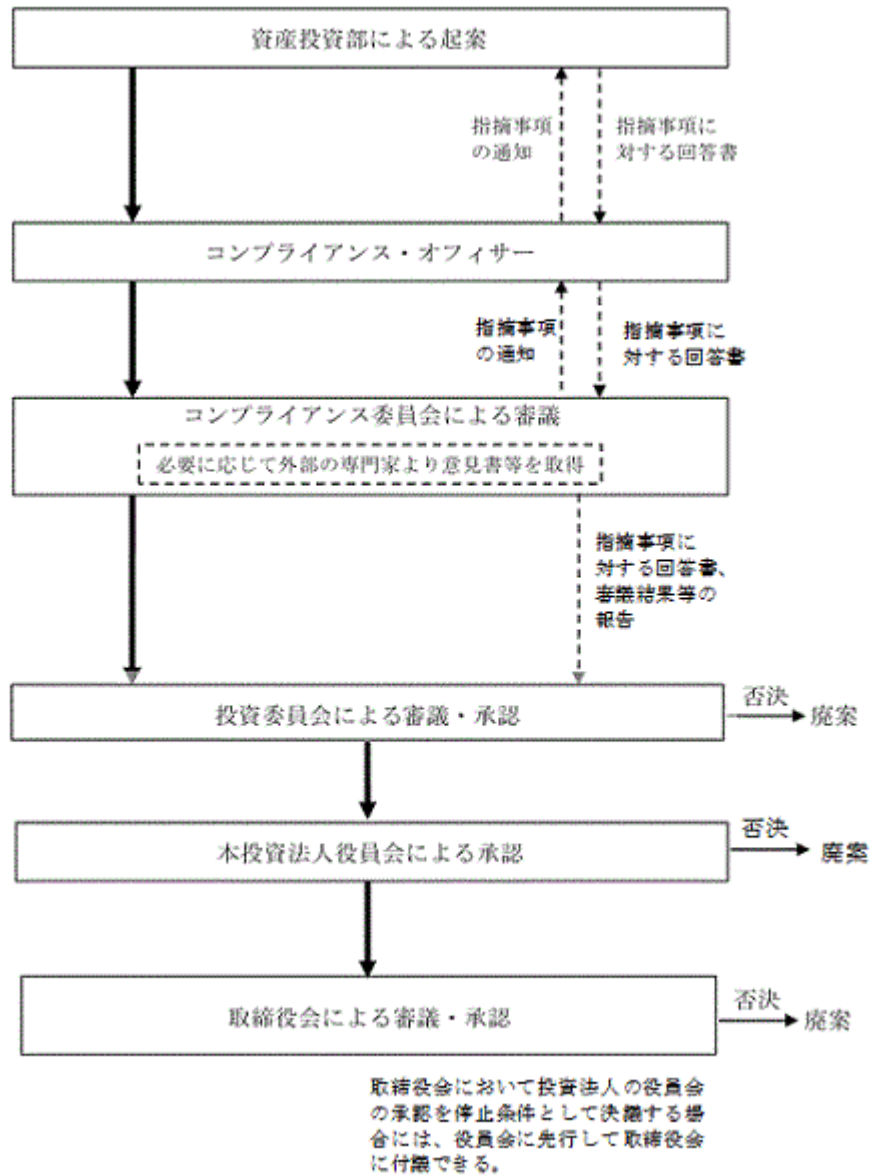 資産投資部による起案
指摘事項
の通知
指摘事項に
対する回答書
コンプライアンス・オフィサー
指摘事項
の通知
指摘事項に
対する回答書
コンプライアンス委員会による審議
必要に応じて外部の専門家より意見書等を取得
指摘事項に
対する回答書、
審議結果等の
報告
投資委員会による審議・承認
否決
廃案
本投資法人役員会による承認
否決
廃案
取締役会による審議・承認
否決
廃案
取締役会において投資法人の役員会
の承認を停止条件として決議する場
合には、役員会に先行して取締役会
に付議できる。